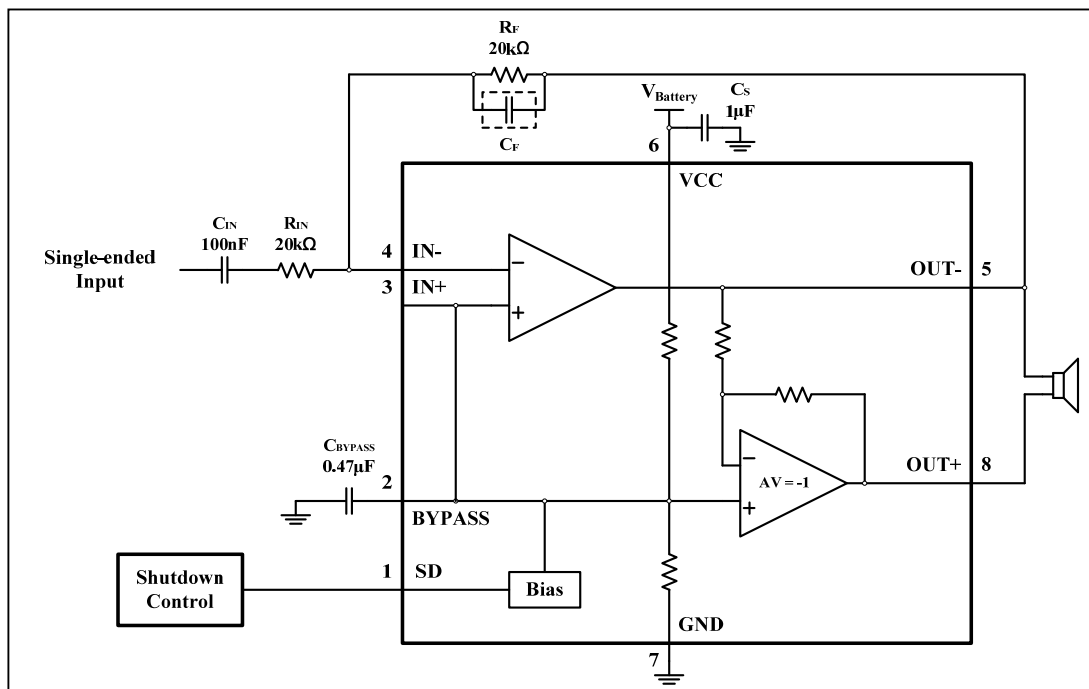 RF
20kΩ
CF
VBattery
CS
1μF
6
VCC
CIN
100nF
RIN
20kΩ
Single-ended
Input
4
IN-
3
IN+
−
+
OUT-
5
CBYPASS
0.47μF
2
BYPASS
−
+
AV = -1
OUT+
8
Shutdown
Control
1
SD
Bias
GND
7